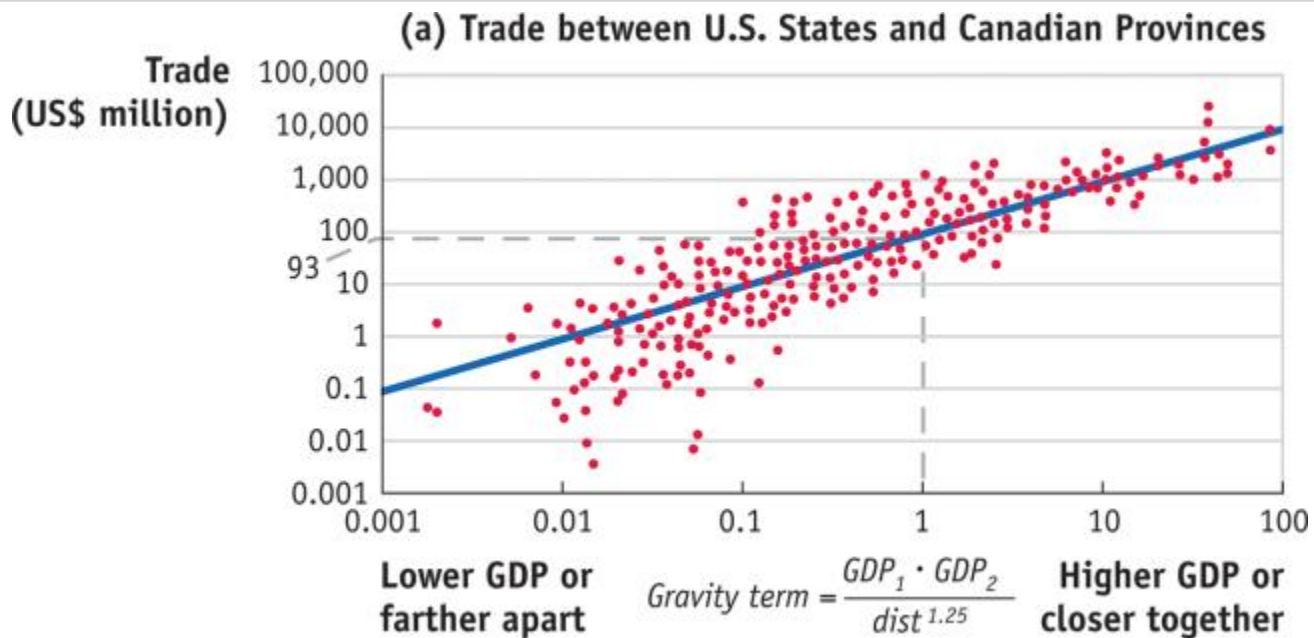 (a) Trade between U.S. States and Canadian Provinces
Trade
(US$ million)
100,000
10,000
1,000
100
93
10
1
0.1
0.01
0.001
0.001 0.01 0.1 1 10 100
Lower GDP or
farther apart
Gravity term = GDP₁ · GDP₂
dist^1.25
Higher GDP or
closer together